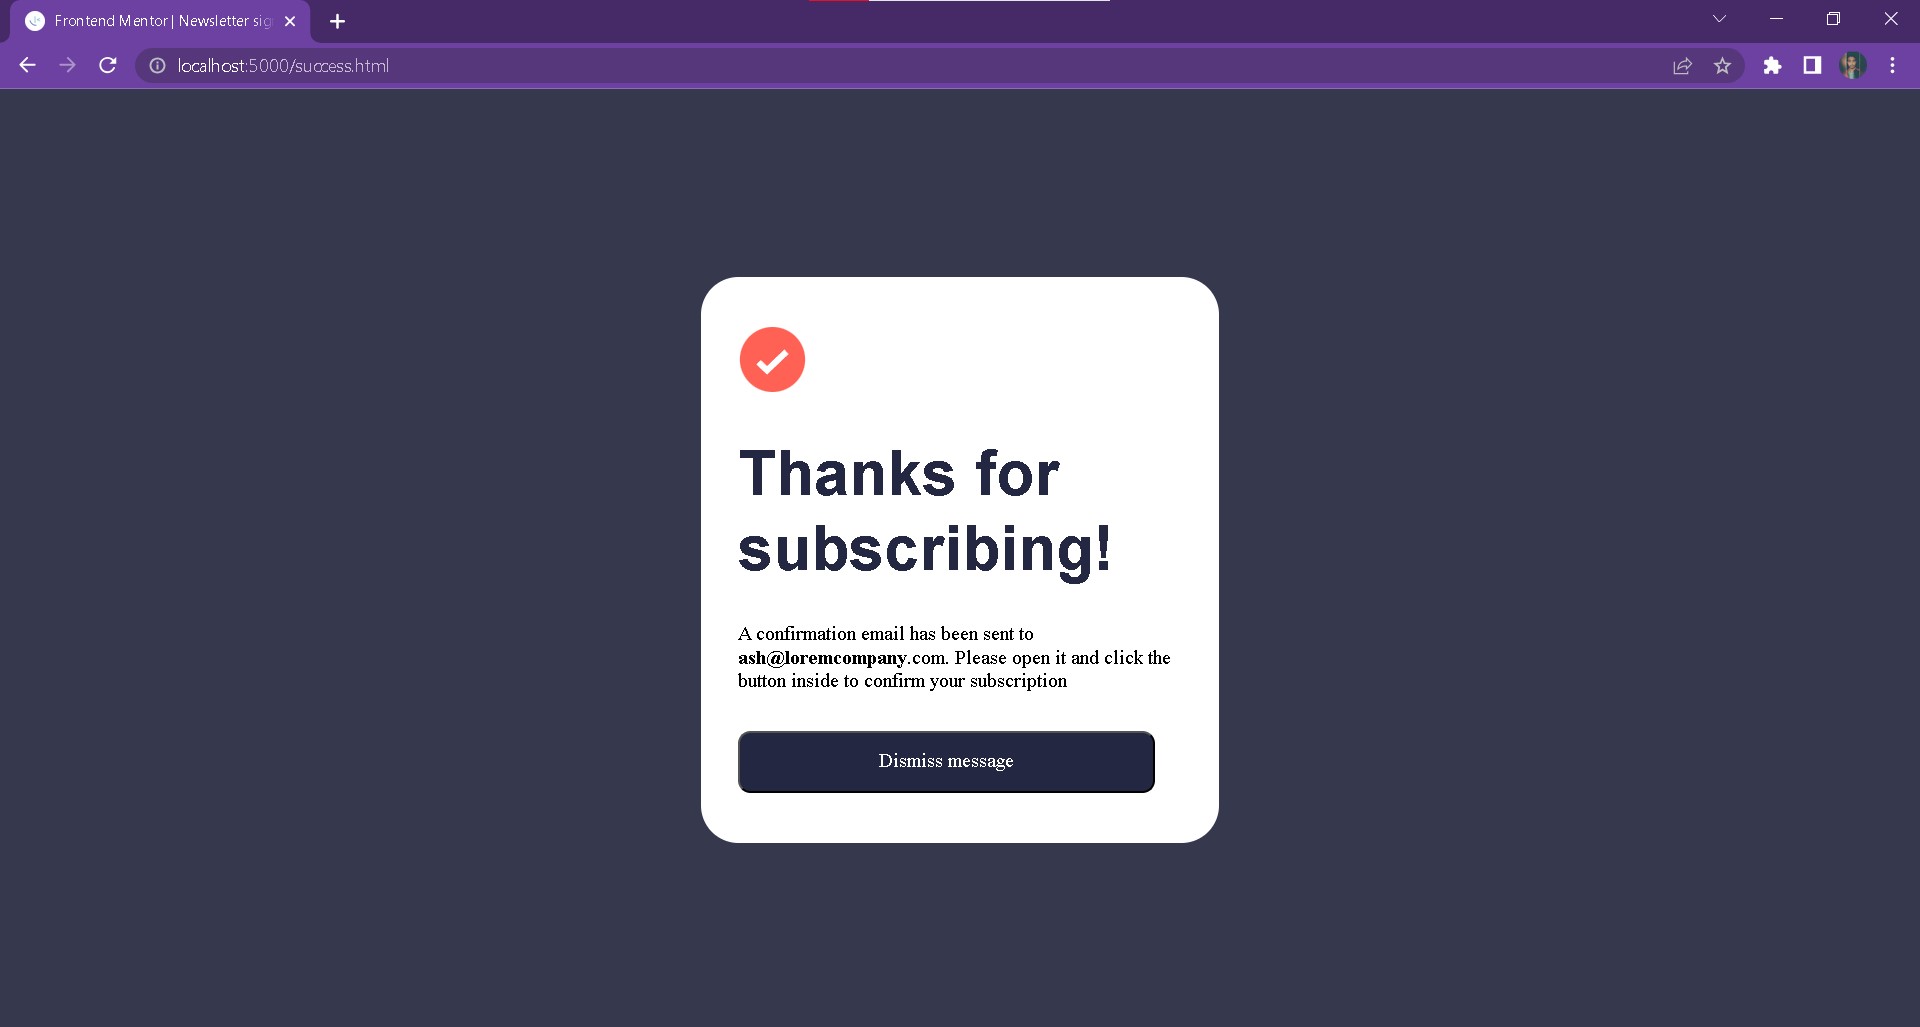 Frontend Mentor | Newsletter sig
localhost:5000/success.html
Thanks for
subscribing!
A confirmation email has been sent to
ash@loremcompany.com. Please open it and click the
button inside to confirm your subscription
Dismiss message